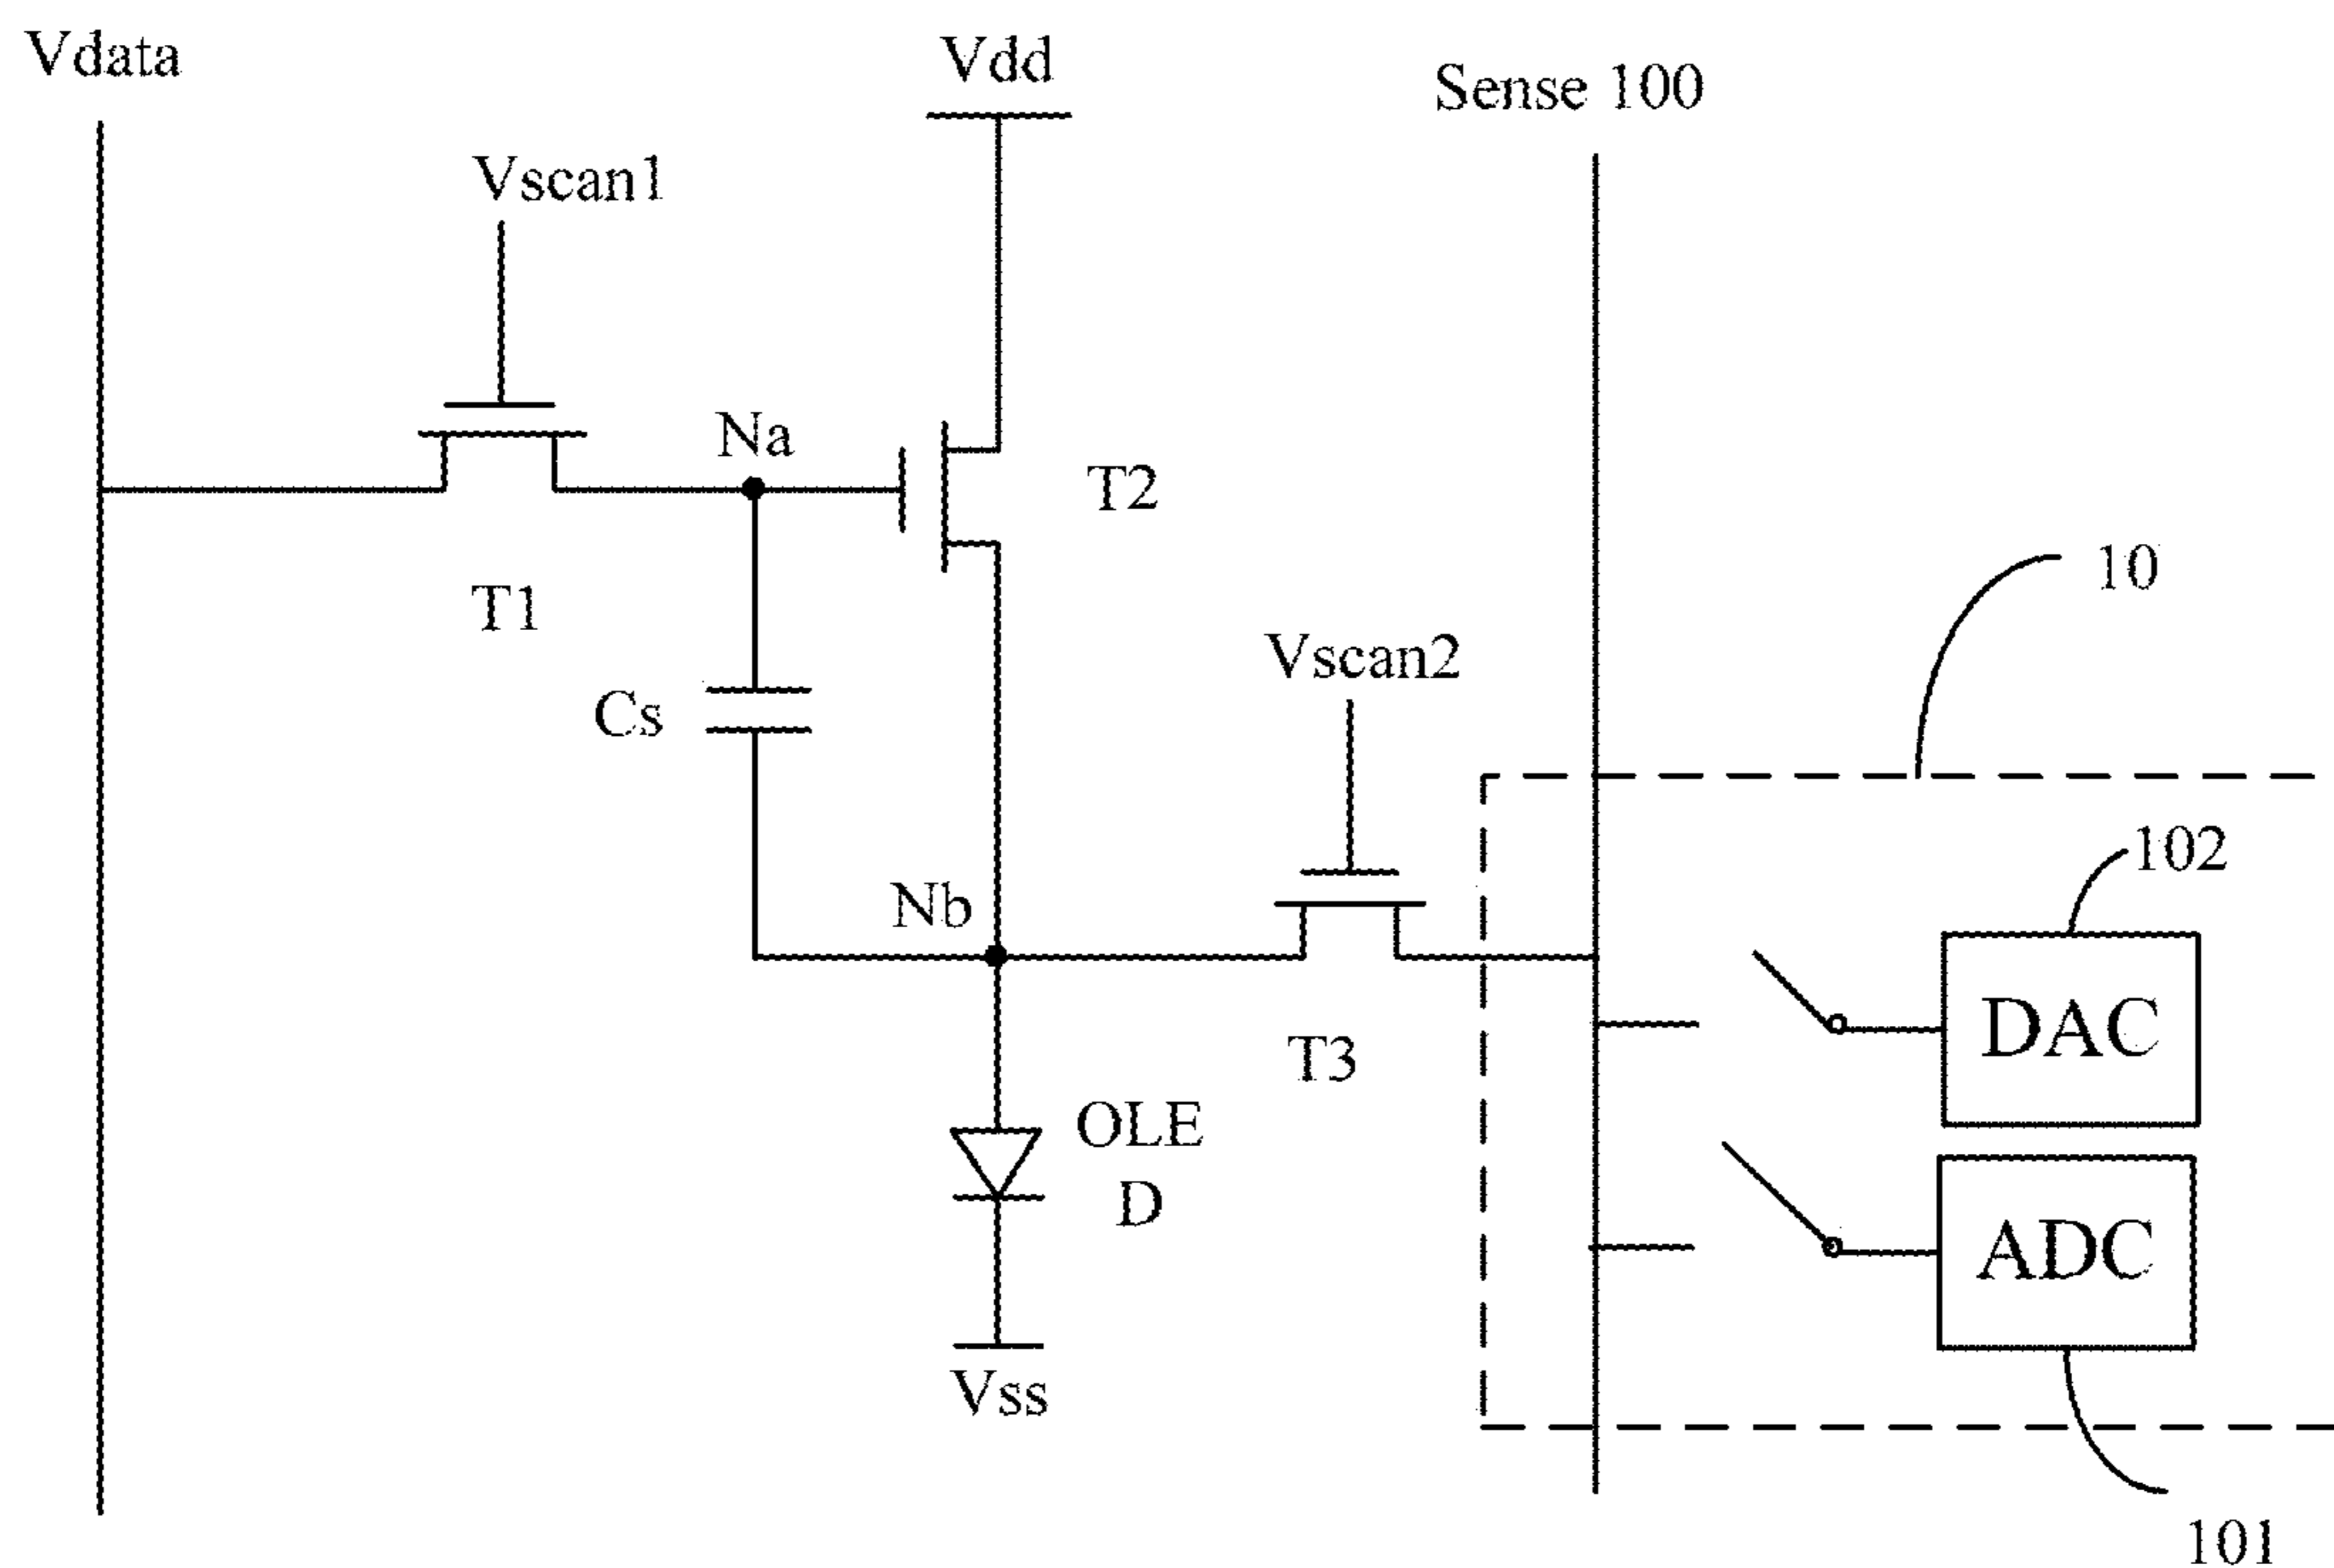 Vdata
Vdd
Sense 100
Vscan1
Na
T2
10
T1
Vscan2
Cs
102
Nb
DAC
T3
OLE
D
ADC
Vss
101